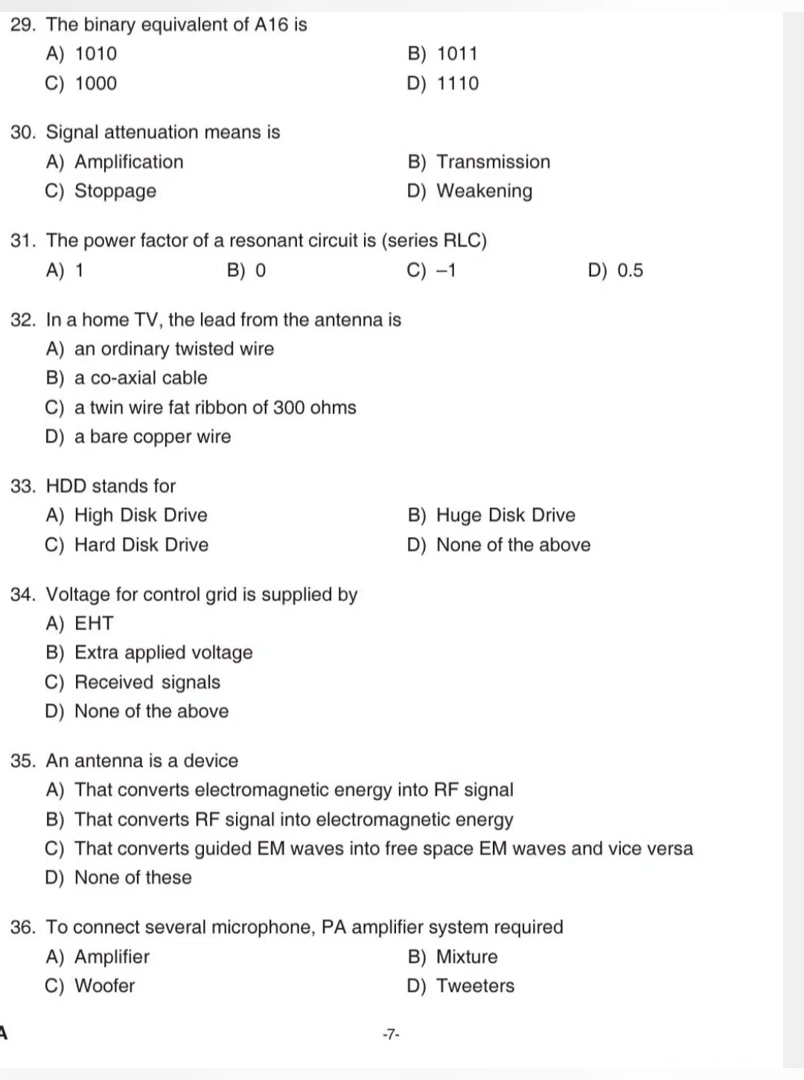 29. The binary equivalent of A16 is
A) 1010 B) 1011
C) 1000 D) 1110
30. Signal attenuation means is
A) Amplification B) Transmission
C) Stoppage D) Weakening
31. The power factor of a resonant circuit is (series RLC)
A) 1 B) 0 C) –1 D) 0.5
32. In a home TV, the lead from the antenna is
A) an ordinary twisted wire
B) a co-axial cable
C) a twin wire fat ribbon of 300 ohms
D) a bare copper wire
33. HDD stands for
A) High Disk Drive B) Huge Disk Drive
C) Hard Disk Drive D) None of the above
34. Voltage for control grid is supplied by
A) EHT
B) Extra applied voltage
C) Received signals
D) None of the above
35. An antenna is a device
A) That converts electromagnetic energy into RF signal
B) That converts RF signal into electromagnetic energy
C) That converts guided EM waves into free space EM waves and vice versa
D) None of these
36. To connect several microphone, PA amplifier system required
A) Amplifier B) Mixture
C) Woofer D) Tweeters
A -7-